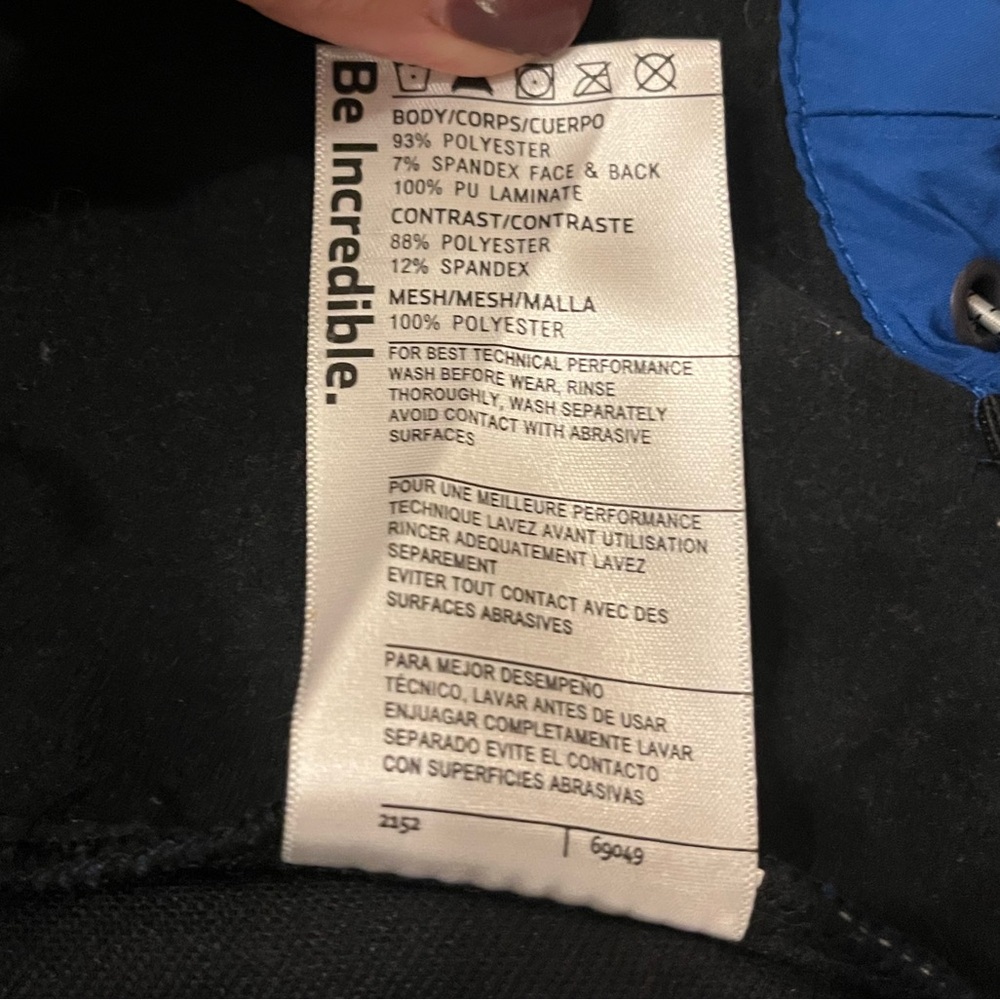 Be Incredible.
BODY/CORPS/CUERPO
93% POLYESTER
7% SPANDEX FACE & BACK
100% PU LAMINATE
CONTRAST/CONTRASTE
88% POLYESTER
12% SPANDEX
MESH/MESH/MALLA
100% POLYESTER
FOR BEST TECHNICAL PERFORMANCE
WASH BEFORE WEAR, RINSE
THOROUGHLY, WASH SEPARATELY
AVOID CONTACT WITH ABRASIVE
SURFACES
POUR UNE MEILLEURE PERFORMANCE
TECHNIQUE LAVEZ AVANT UTILISATION
RINCER ADEQUATEMENT LAVEZ
SEPAREMENT
EVITER TOUT CONTACT AVEC DES
SURFACES ABRASIVES
PARA MEJOR DESEMPEÑO
TÉCNICO, LAVAR ANTES DE USAR
ENJUAGAR COMPLETAMENTE LAVAR
SEPARADO EVITE EL CONTACTO
CON SUPERFICIES ABRASIVAS
2152 | 69049